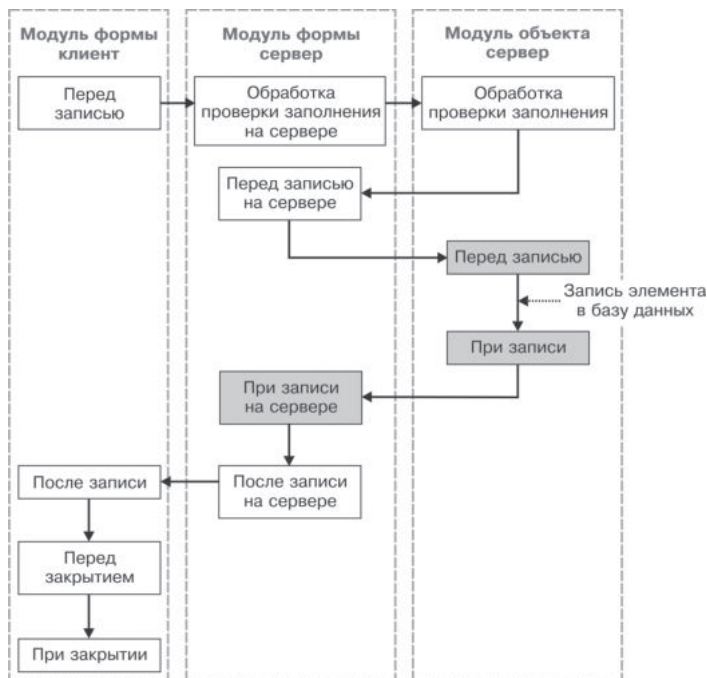 Модуль формы
клиент
Модуль формы
сервер
Модуль объекта
сервер
Перед
записью
Обработка
проверки заполнения
на сервере
Обработка
проверки заполнения
Перед записью
на сервере
Перед записью
Запись элемента
в базу данных
При записи
При записи
на сервере
После записи
После записи
на сервере
Перед
закрытием
При закрытии